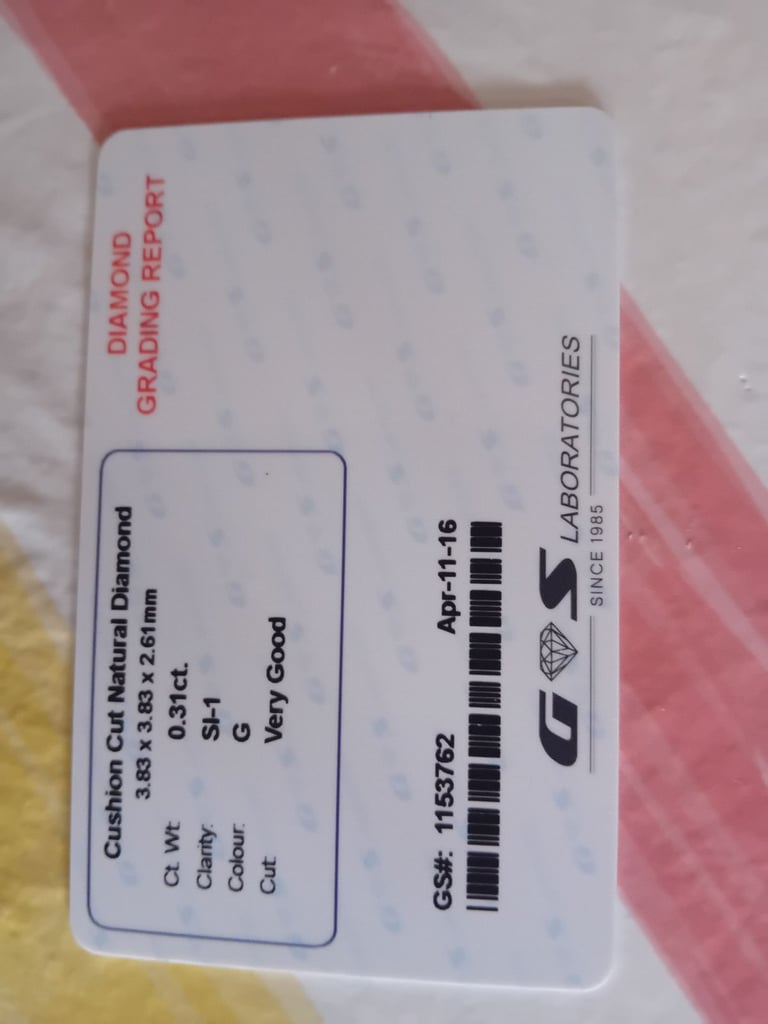 DIAMOND
GRADING REPORT
Cushion Cut Natural Diamond
3.83 x 3.83 x 2.61mm
Ct. Wt: 0.31ct.
Clarity: SI-1
Colour: G
Cut: Very Good
GS#: 1153762 Apr-11-16
G S LABORATORIES
SINCE 1985